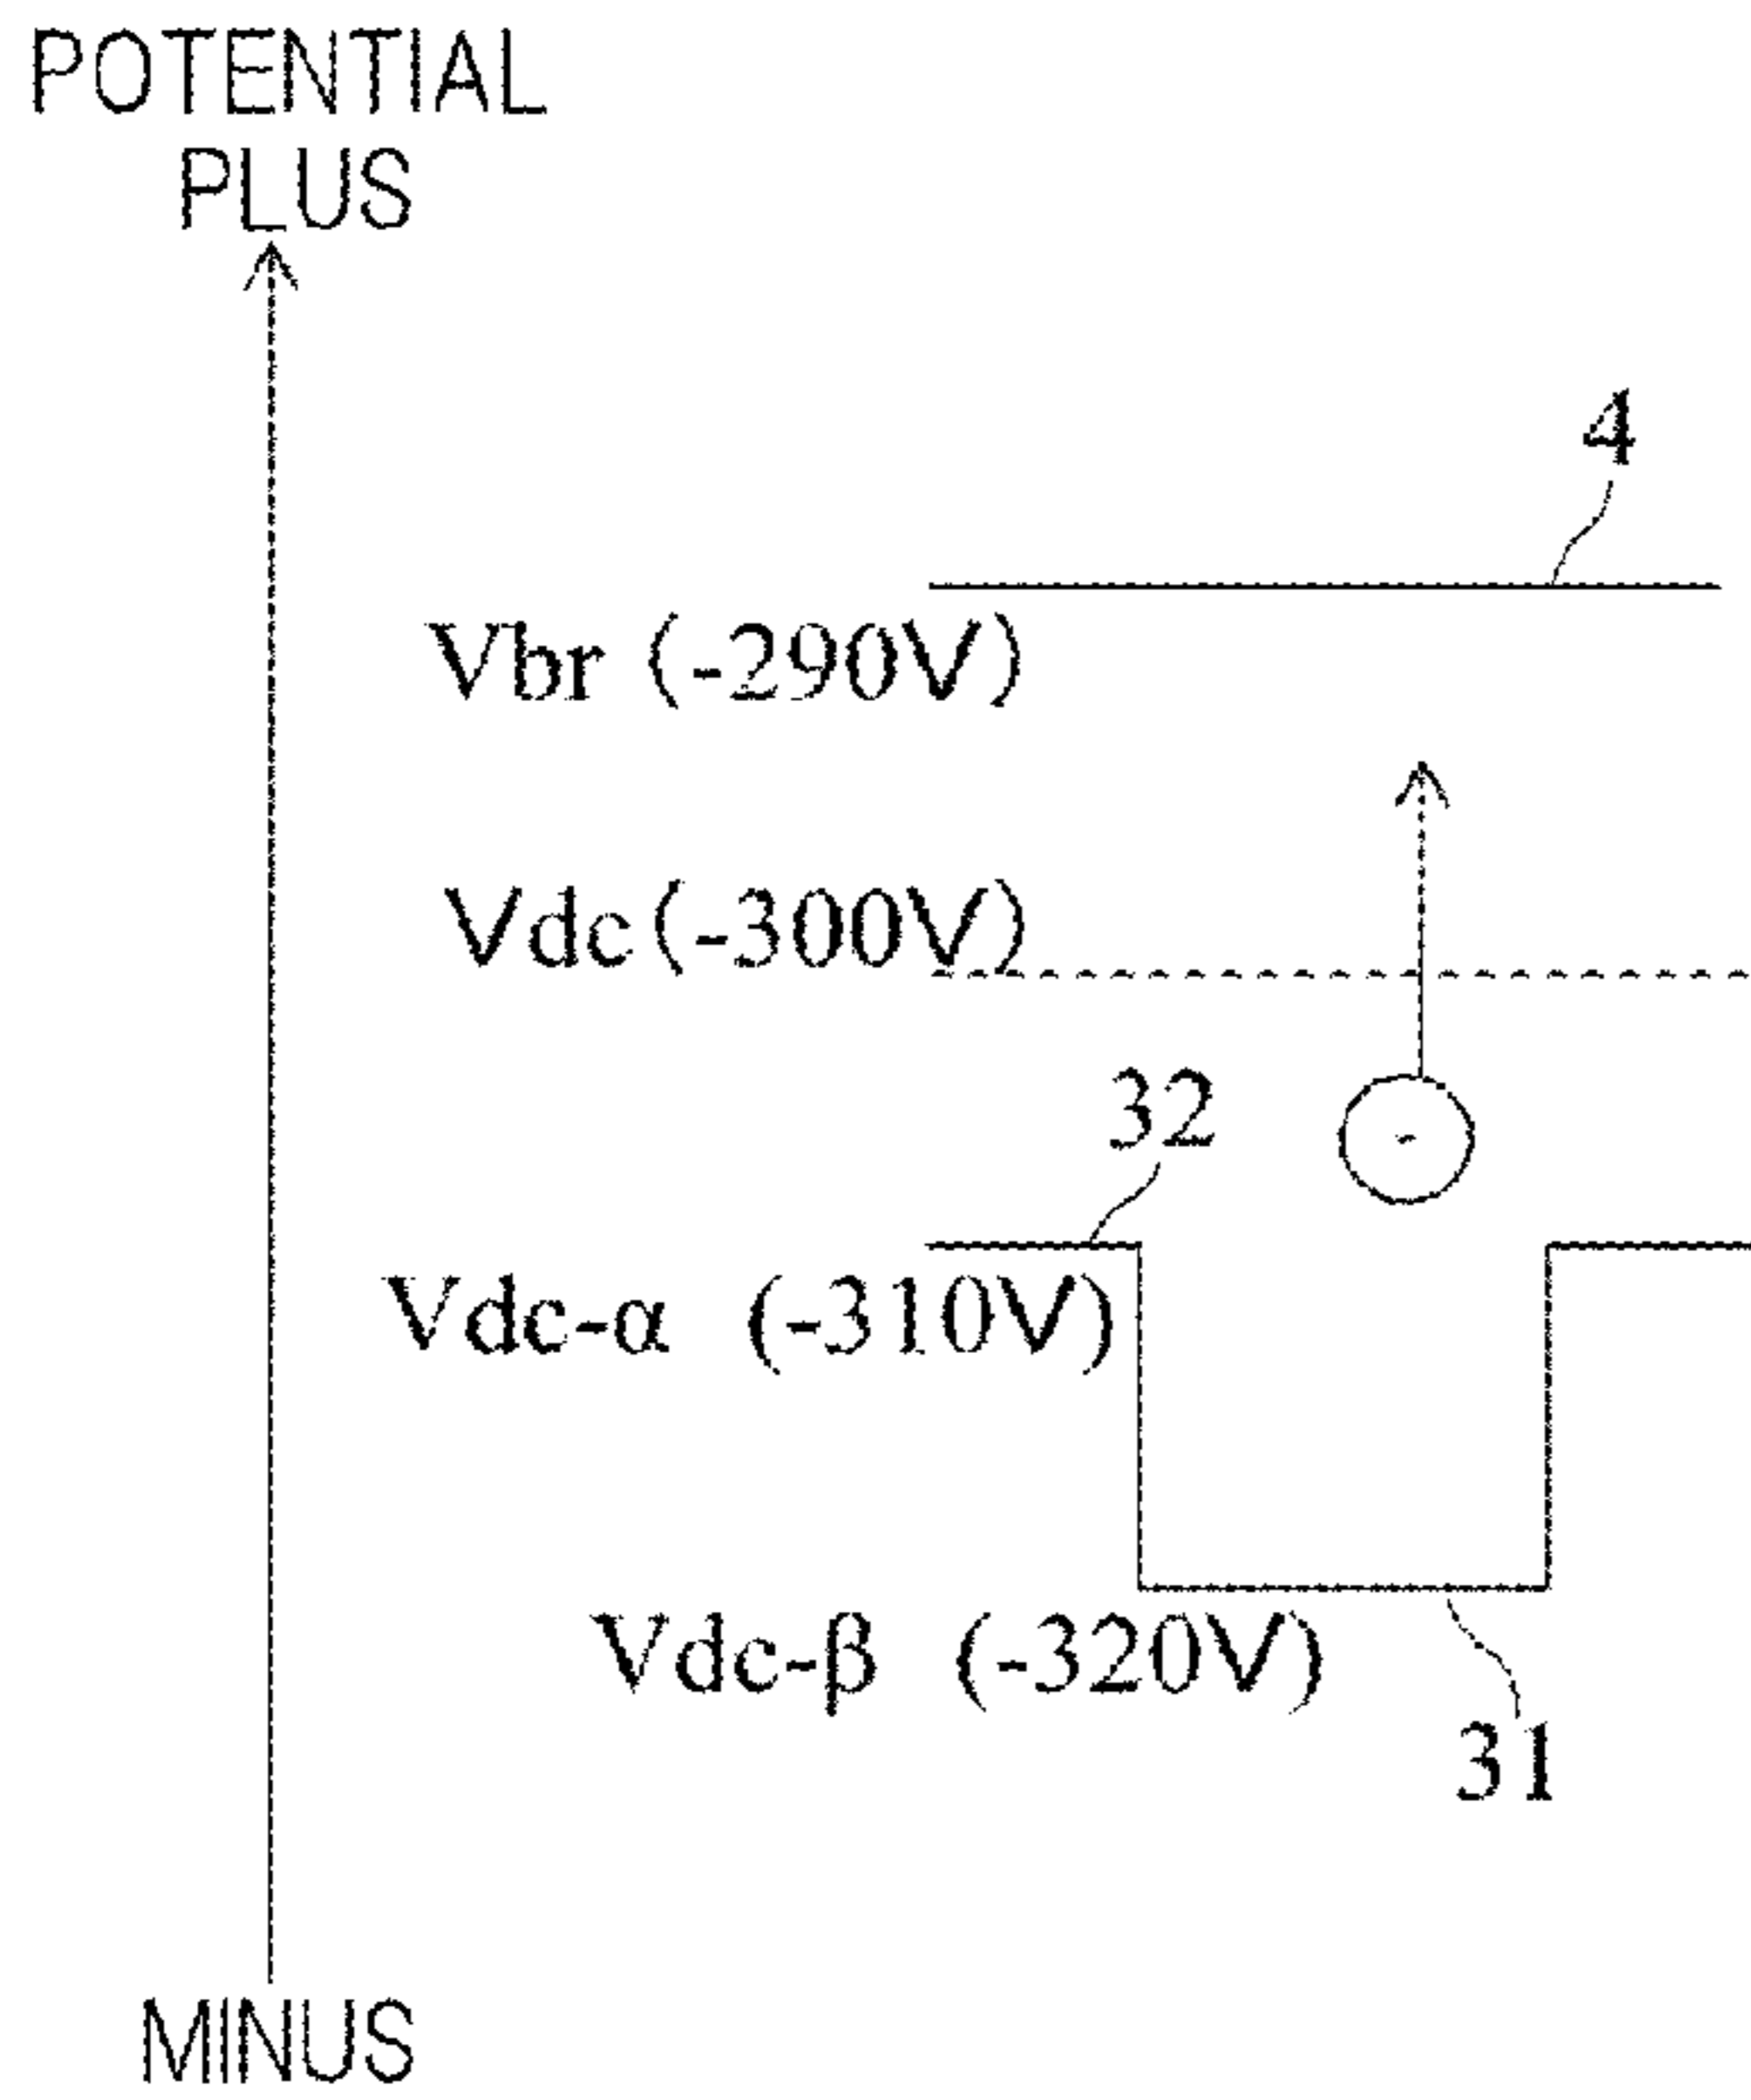 POTENTIAL
PLUS
4
Vbr (-290V)
Vdc (-300V)
32
-
Vdc-α (-310V)
Vdc-β (-320V)
31
MINUS